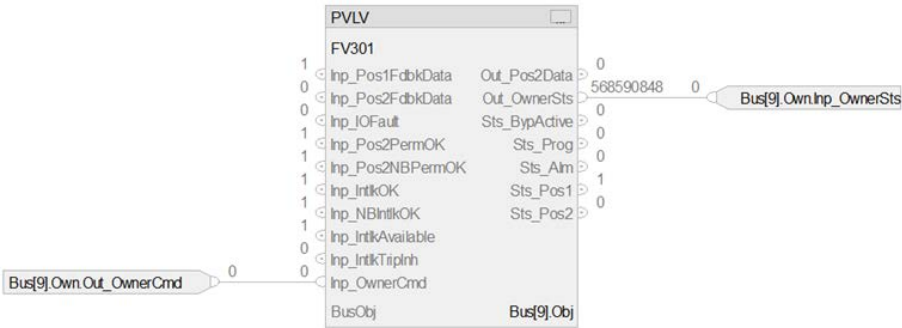 PVLV ...
FV301
1 Inp_Pos1FdbkData Out_Pos2Data 0
0 Inp_Pos2FdbkData Out_OwnerSts 568590848 0 Bus[9].Own.Inp_OwnerSts
0 Inp_IOFault Sts_BypActive 0
1 Inp_Pos2PermOK Sts_Prog 0
1 Inp_Pos2NBPermOK Sts_Alm 0
1 Inp_IntlkOK Sts_Pos1 1
1 Inp_NBIntlkOK Sts_Pos2 0
1 Inp_IntlkAvailable
0 Inp_IntlkTripInh
Bus[9].Own.Out_OwnerCmd 0 0 Inp_OwnerCmd
BusObj Bus[9].Obj